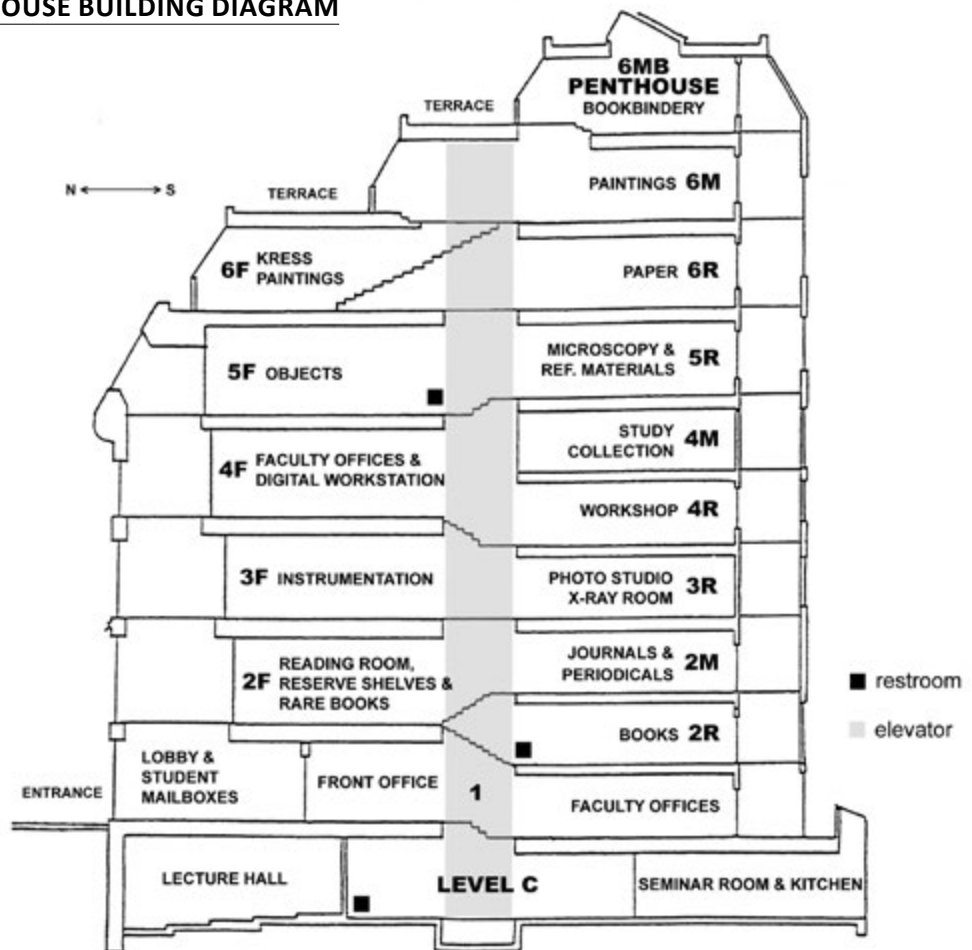 OUSE BUILDING DIAGRAM
6MB
PENTHOUSE
BOOKBINDERY
TERRACE
PAINTINGS 6M
N S
TERRACE
6F KRESS
PAINTINGS
PAPER 6R
5F OBJECTS
MICROSCOPY &
REF. MATERIALS 5R
4F FACULTY OFFICES &
DIGITAL WORKSTATION
STUDY
COLLECTION 4M
WORKSHOP 4R
3F INSTRUMENTATION
PHOTO STUDIO
X-RAY ROOM 3R
2F READING ROOM,
RESERVE SHELVES &
RARE BOOKS
JOURNALS &
PERIODICALS 2M
BOOKS 2R
restroom
elevator
ENTRANCE
LOBBY &
STUDENT
MAILBOXES
FRONT OFFICE
1
FACULTY OFFICES
LECTURE HALL
LEVEL C
SEMINAR ROOM & KITCHEN